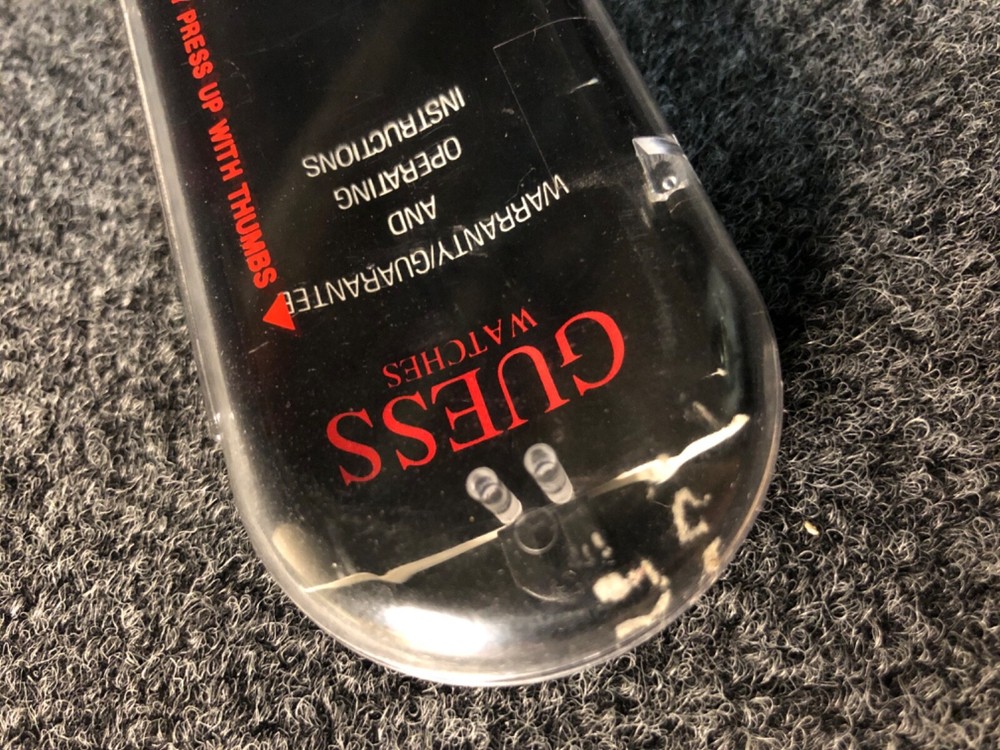 GUESS
WATCHES
WARRANTY/GUARANTEE
AND
OPERATING
INSTRUCTIONS
PRESS UP WITH THUMBS